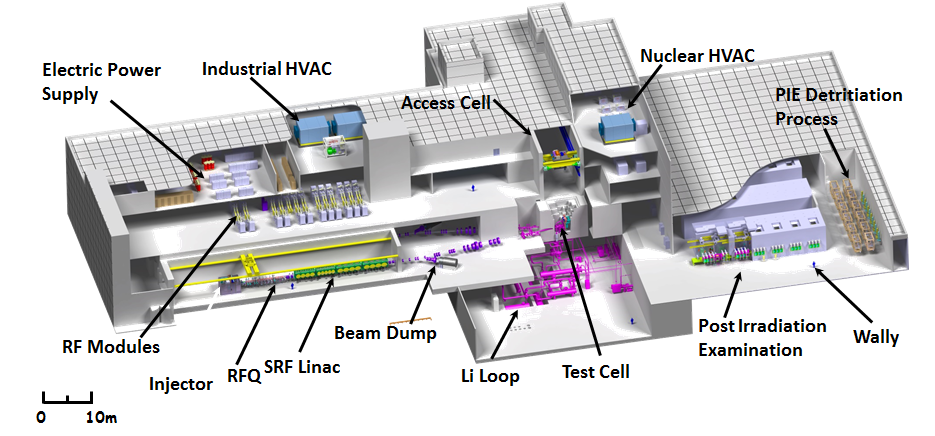 Electric Power
Supply
Industrial HVAC
Access Cell
Nuclear HVAC
PIE Detritiation
Process
RF Modules
Injector
RFQ
SRF Linac
Beam Dump
Li Loop
Test Cell
Post Irradiation
Examination
Wally
0 10m